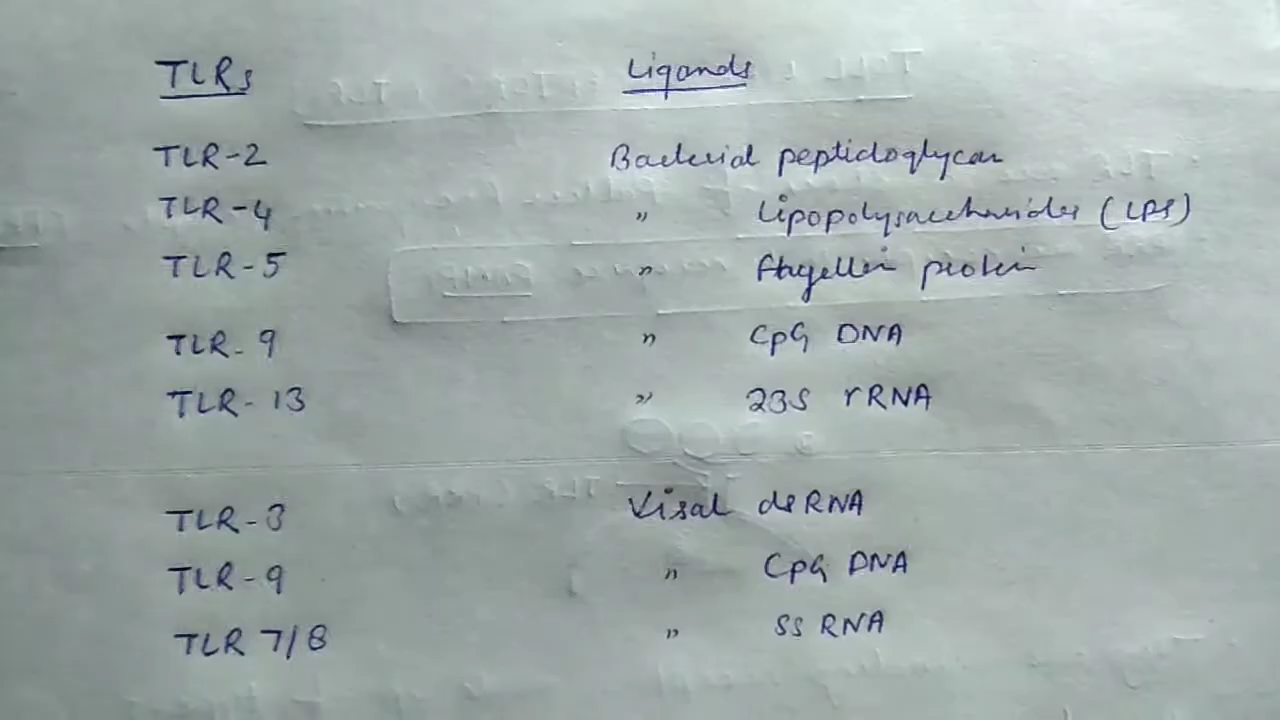 TLRs Ligands
TLR-2 Bacterial peptidoglycan
TLR-4 " Lipopolysaccharides (LPS)
TLR-5 " flagellin protein
TLR-9 " CpG DNA
TLR-13 " 23S rRNA
TLR-3 Viral dsRNA
TLR-9 " CpG DNA
TLR 7/8 " ss RNA